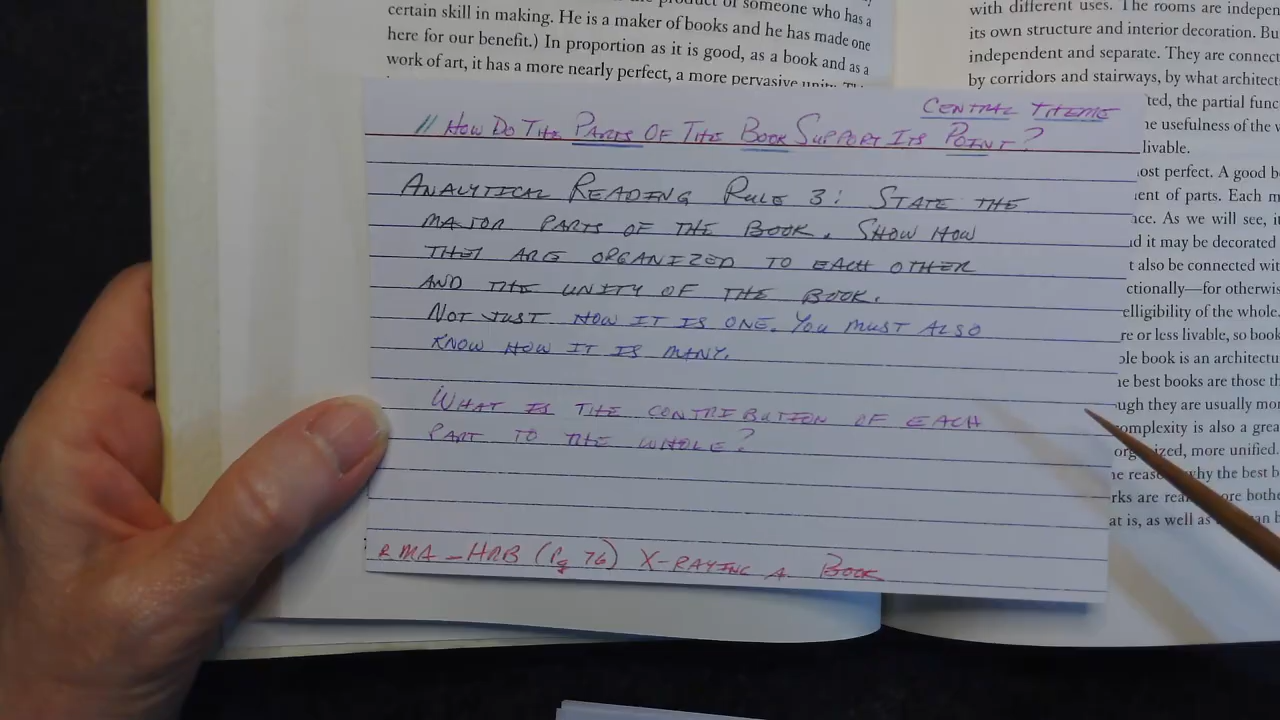 product of someone who has a
certain skill in making. He is a maker of books and he has made one
here for our benefit.) In proportion as it is good, as a book and as a
work of art, it has a more nearly perfect, a more pervasive unity.
with different uses. The rooms are indepen
its own structure and interior decoration. Bu
independent and separate. They are connect
by corridors and stairways, by what architect
ted, the partial func
he usefulness of the w
livable.
ost perfect. A good b
ent of parts. Each m
ace. As we will see, i
d it may be decorated
t also be connected wit
ctionally—for otherwis
elligibility of the whole.
re or less livable, so book
ole book is an architectu
he best books are those th
ugh they are usually mor
omplexity is also a grea
organized, more unified.
he reason why the best b
rks are
at is, as well as
CENTRAL THEME
// HOW DO THE PARTS OF THE BOOK SUPPORT ITS POINT?
ANALYTICAL READING RULE 3: STATE THE
MAJOR PARTS OF THE BOOK. SHOW HOW
THEY ARE ORGANIZED TO EACH OTHER
AND THE UNITY OF THE BOOK.
NOT JUST HOW IT IS ONE. YOU MUST ALSO
KNOW HOW IT IS MANY.
WHAT IS THE CONTRIBUTION OF EACH
PART TO THE WHOLE?
RMA-HRB (Pg 76) X-RAYING A BOOK